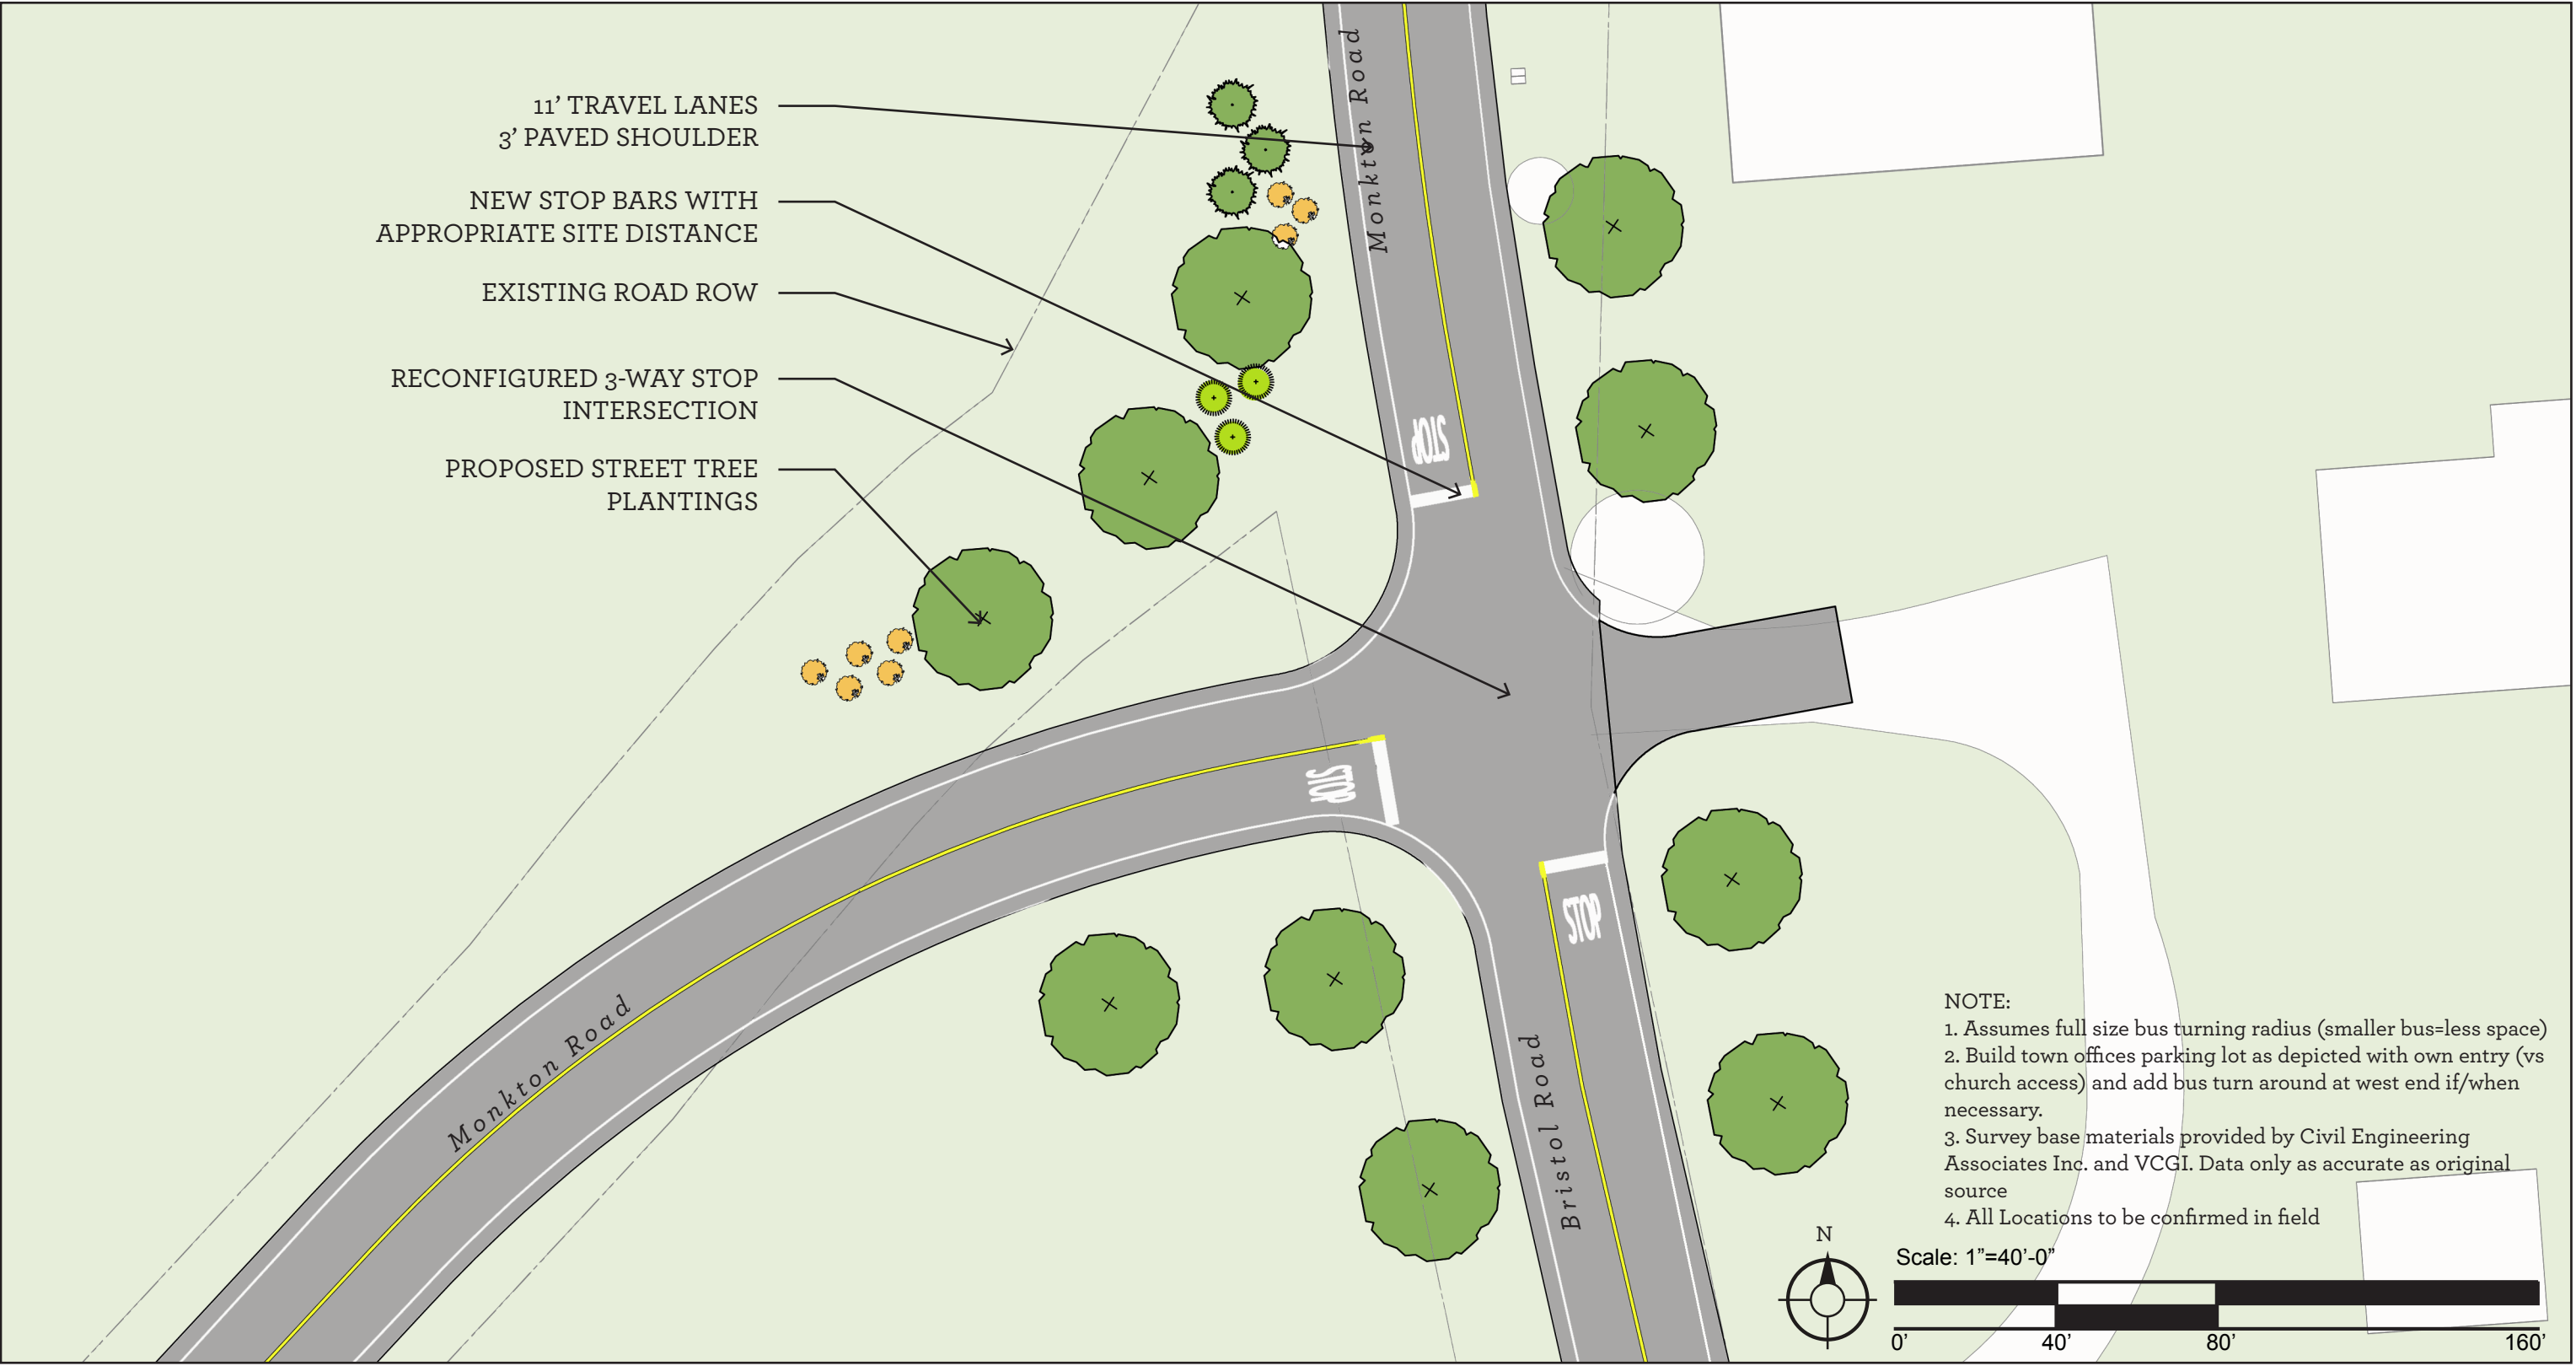 11’ TRAVEL LANES
3’ PAVED SHOULDER
NEW STOP BARS WITH
APPROPRIATE SITE DISTANCE
EXISTING ROAD ROW
RECONFIGURED 3-WAY STOP
INTERSECTION
PROPOSED STREET TREE
PLANTINGS
Monkton Road
STOP
STOP
STOP
Monkton Road
Bristol Road
NOTE:
1. Assumes full size bus turning radius (smaller bus=less space)
2. Build town offices parking lot as depicted with own entry (vs
church access) and add bus turn around at west end if/when
necessary.
3. Survey base materials provided by Civil Engineering
Associates Inc. and VCGI. Data only as accurate as original
source
4. All Locations to be confirmed in field
N
Scale: 1”=40’-0”
0’ 40’ 80’ 160’